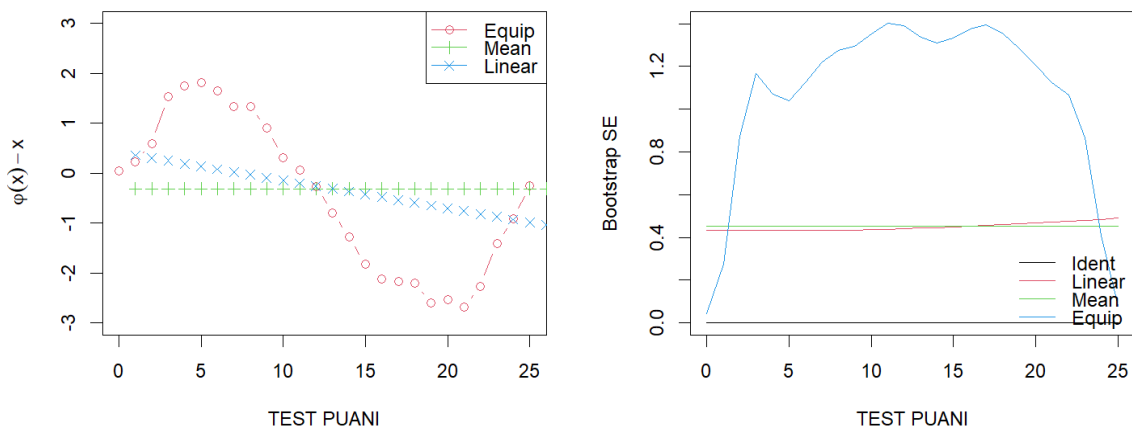 3
2
1
0
-1
-2
-3
φ(x) − x
Equip
Mean
Linear
0
5
10
15
20
25
TEST PUANI
1.2
0.8
0.4
0.0
Bootstrap SE
Ident
Linear
Mean
Equip
0
5
10
15
20
25
TEST PUANI